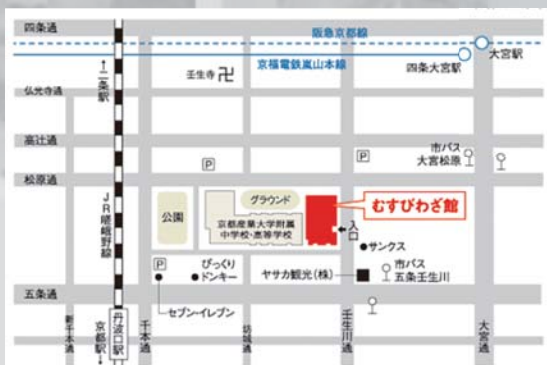 四条通
阪急京都線
大宮駅
京福電鉄嵐山本線
四条大宮駅
↑二条駅
壬生寺卍
仏光寺通
高辻通
P
P
市バス
大宮松原
松原通
JR嵯峨野線
公園
グラウンド
京都産業大学附属
中学校・高等学校
むすびわざ館
入口
サンクス
P
びっくり
ドンキー
ヤサカ観光(株)
市バス
五条壬生川
五条通
セブン-イレブン
新千本通
京都駅↓
丹波口駅
千本通
坊城通
壬生川通
大宮通